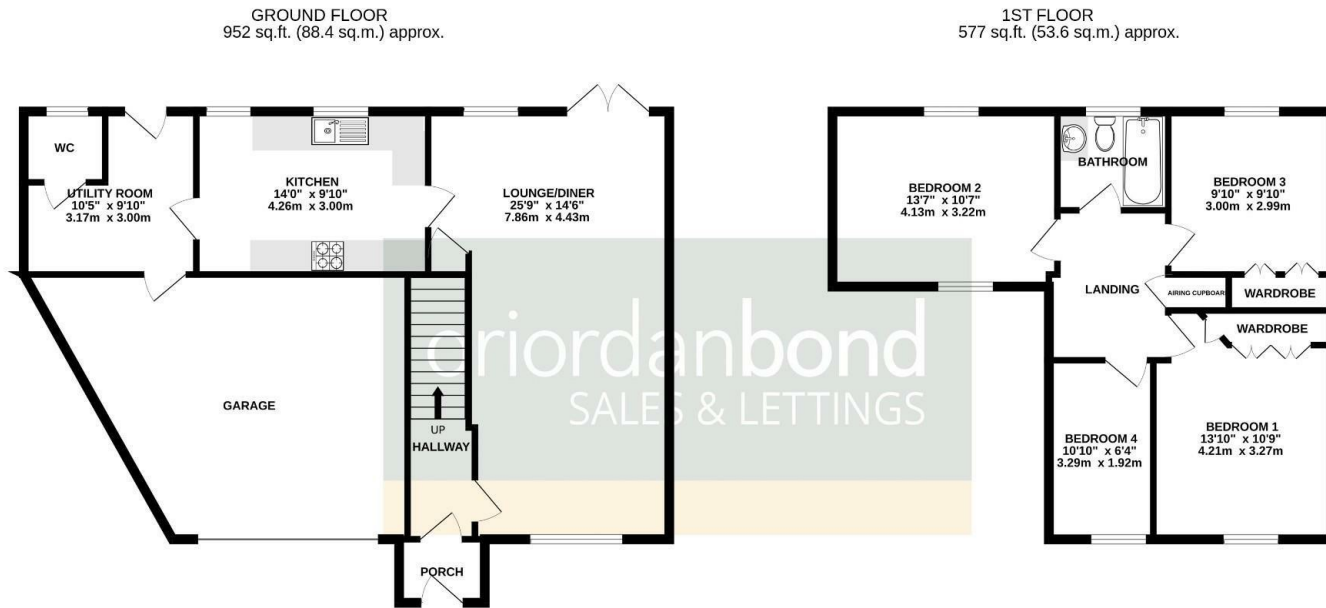 GROUND FLOOR
952 sq.ft. (88.4 sq.m.) approx.
1ST FLOOR
577 sq.ft. (53.6 sq.m.) approx.
WC
UTILITY ROOM
10'5" x 9'10"
3.17m x 3.00m
KITCHEN
14'0" x 9'10"
4.26m x 3.00m
LOUNGE/DINER
25'9" x 14'6"
7.86m x 4.43m
GARAGE
UP
HALLWAY
PORCH
oriordanbond
SALES & LETTINGS
BEDROOM 2
13'7" x 10'7"
4.13m x 3.22m
BATHROOM
BEDROOM 3
9'10" x 9'10"
3.00m x 2.99m
LANDING
AIRING CUPBOARD
WARDROBE
WARDROBE
BEDROOM 4
10'10" x 6'4"
3.29m x 1.92m
BEDROOM 1
13'10" x 10'9"
4.21m x 3.27m